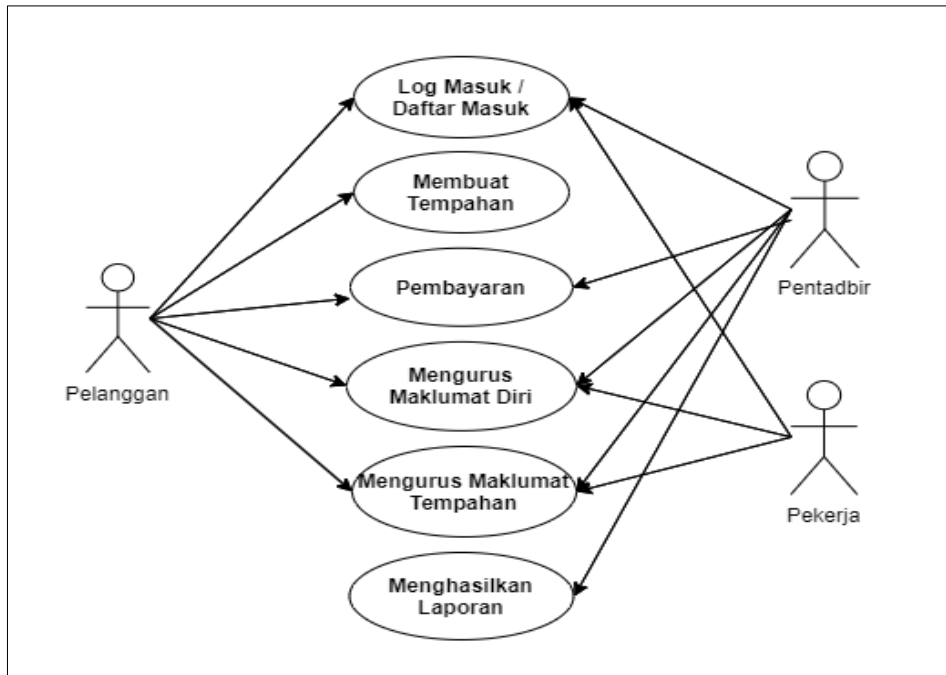 Log Masuk /
Daftar Masuk
Membuat
Tempahan
Pembayaran
Pentadbir
Mengurus
Maklumat Diri
Pelanggan
Mengurus Maklumat
Tempahan
Pekerja
Menghasilkan
Laporan